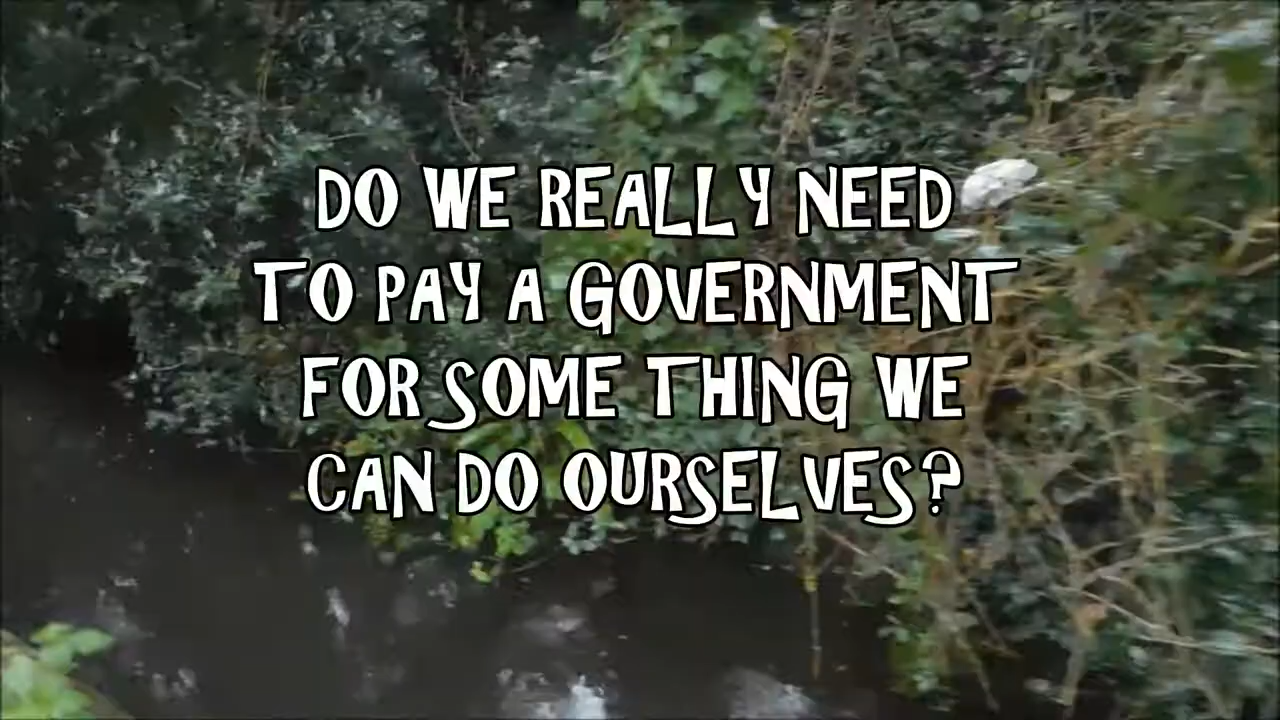 DO WE REALLY NEED
TO PAY A GOVERNMENT
FOR SOME THING WE
CAN DO OURSELVES?